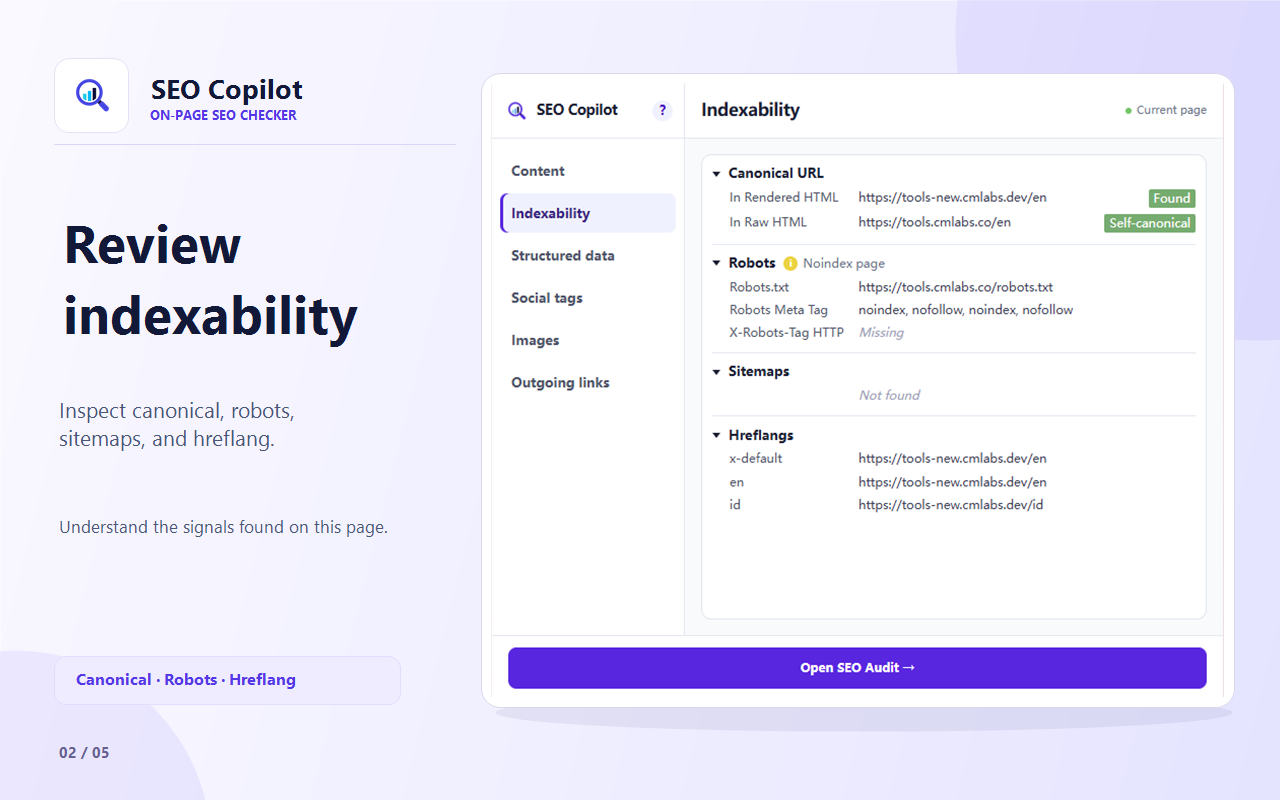 SEO Copilot
ON-PAGE SEO CHECKER
Review
indexability
Inspect canonical, robots,
sitemaps, and hreflang.
Understand the signals found on this page.
Canonical · Robots · Hreflang
02 / 05
SEO Copilot
?
Content
Indexability
Structured data
Social tags
Images
Outgoing links
Indexability
Current page
Canonical URL
In Rendered HTML https://tools-new.cmlabs.dev/en Found
In Raw HTML https://tools.cmlabs.co/en Self-canonical
Robots i Noindex page
Robots.txt https://tools.cmlabs.co/robots.txt
Robots Meta Tag noindex, nofollow, noindex, nofollow
X-Robots-Tag HTTP Missing
Sitemaps
Not found
Hreflangs
x-default https://tools-new.cmlabs.dev/en
en https://tools-new.cmlabs.dev/en
id https://tools-new.cmlabs.dev/id
Open SEO Audit →